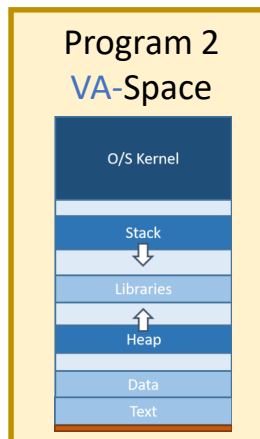 Program 2
VA-Space
O/S Kernel
Stack
Libraries
Heap
Data
Text